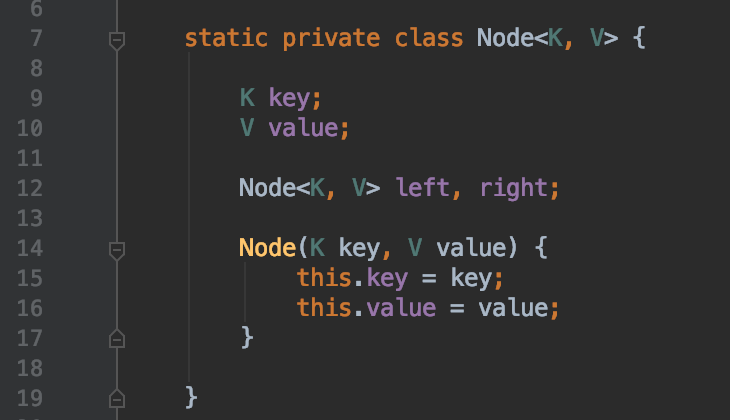 6
7 static private class Node<K, V> {
8
9 K key;
10 V value;
11
12 Node<K, V> left, right;
13
14 Node(K key, V value) {
15 this.key = key;
16 this.value = value;
17 }
18
19 }